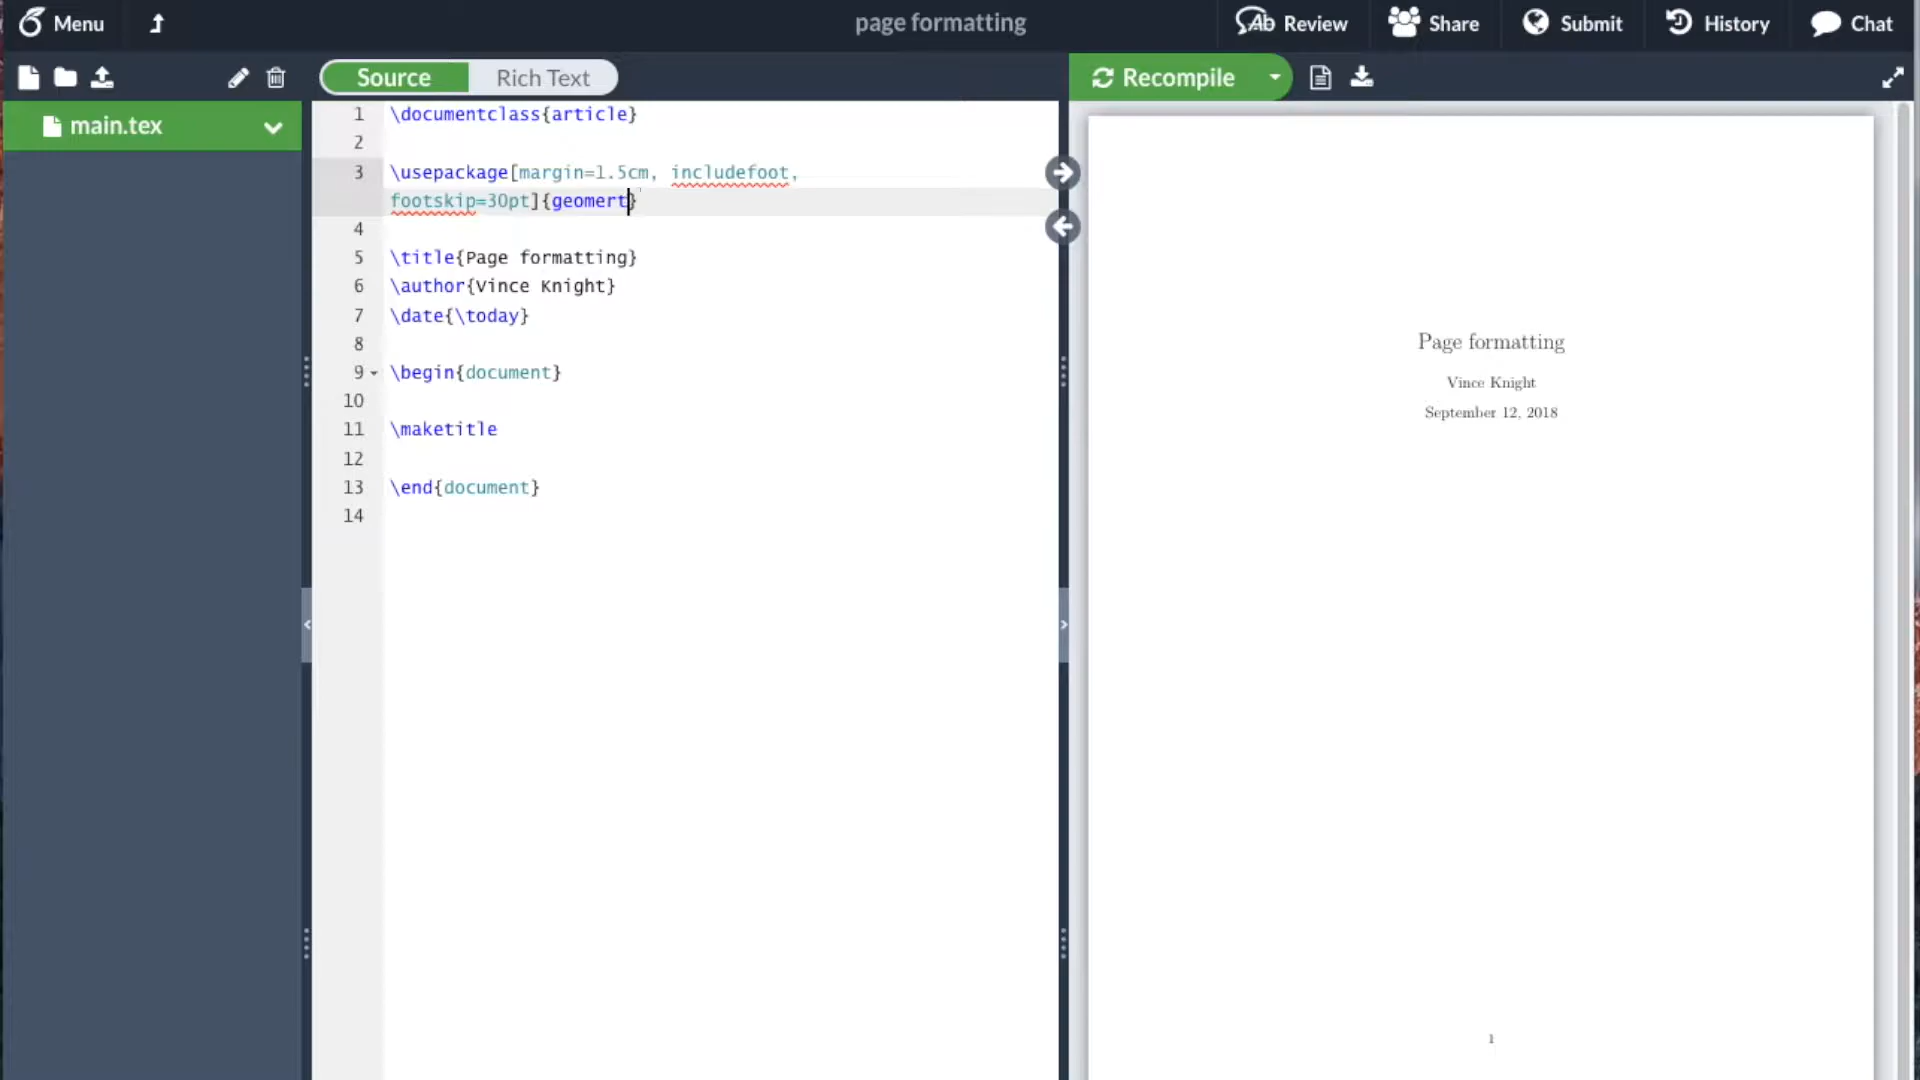 Menu
page formatting
Review
Share
Submit
History
Chat
Source
Rich Text
Recompile
main.tex
1 \documentclass{article}
2
3 \usepackage[margin=1.5cm, includefoot,
footskip=30pt]{geomert}
4
5 \title{Page formatting}
6 \author{Vince Knight}
7 \date{\today}
8
9 \begin{document}
10
11 \maketitle
12
13 \end{document}
14
Page formatting
Vince Knight
September 12, 2018
1